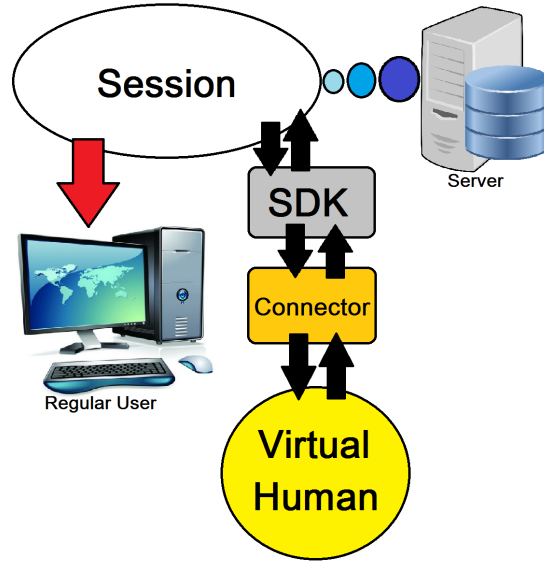 Session
Server
SDK
Connector
Regular User
Virtual
Human